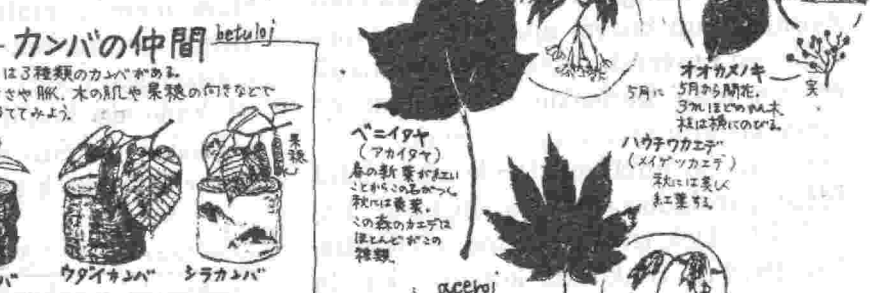 カンバの仲間 betuloj
は3種類のカンバがある。
さや脈、木の肌や果穂の向きなどで
ててみよう。
果穂
ウダイカンバ
シラカンバ
ベニイタヤ
(アカイタヤ)
春の新葉が紅い
ことからこの名がつく。
秋には黄葉。
この森のカエデは
ほとんどがこの
種類。
aceroj
5月に
オオカメノキ
5月から開花。
3mほどの
枝は横にのびる。
実
ハウチワカエデ
(メイゲツカエデ)
秋には美しく
紅葉する。